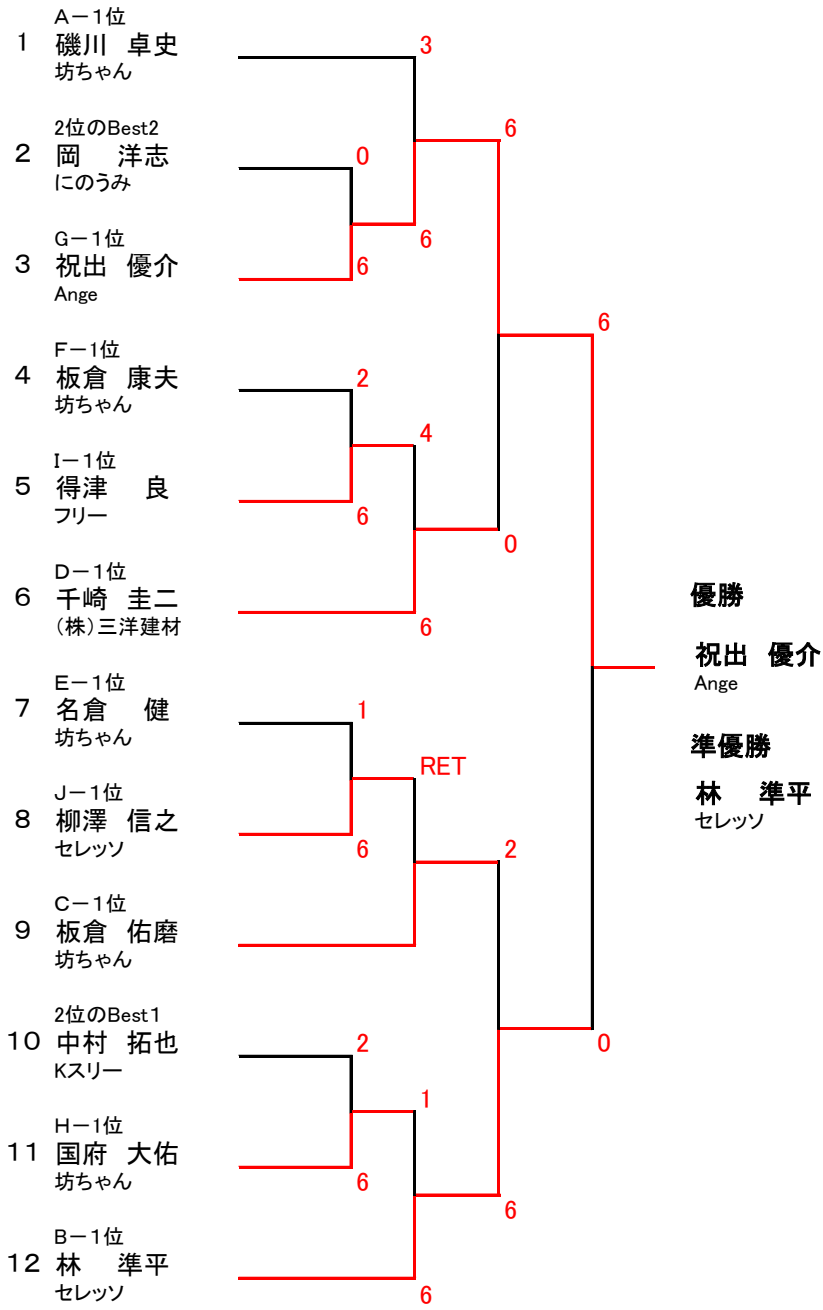 A－1位
1 磯川 卓史
坊ちゃん
3
2位のBest2
2 岡 洋志
にのうみ
0
6
G－1位
3 祝出 優介
Ange
6
6
F－1位
4 板倉 康夫
坊ちゃん
2
6
I－1位
5 得津 良
フリー
6
4
0
D－1位
6 千崎 圭二
(株)三洋建材
6
優勝
祝出 優介
Ange
準優勝
林 準平
セレッソ
E－1位
7 名倉 健
坊ちゃん
1
RET
J－1位
8 柳澤 信之
セレッソ
6
2
C－1位
9 板倉 佑磨
坊ちゃん
2位のBest1
10 中村 拓也
Kスリー
2
0
H－1位
11 国府 大佑
坊ちゃん
6
1
6
B－1位
12 林 準平
セレッソ
6